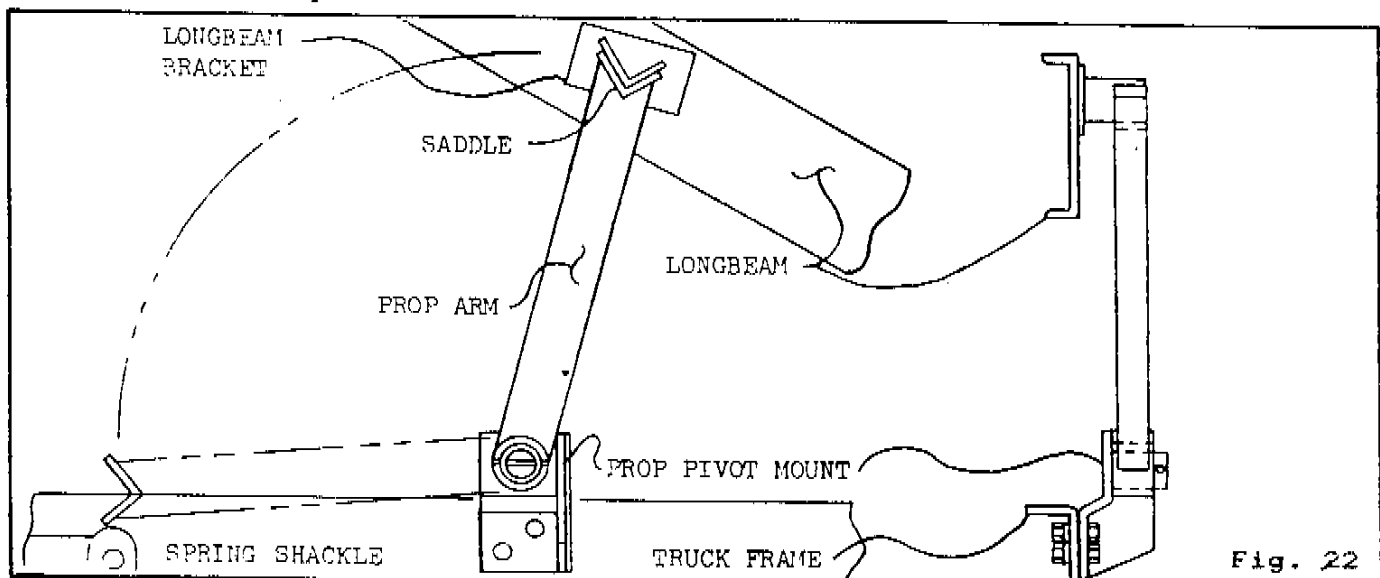 LONGBEAM
BRACKET
SADDLE
LONGBEAM
PROP ARM
PROP PIVOT MOUNT
SPRING SHACKLE
TRUCK FRAME
Fig. 22